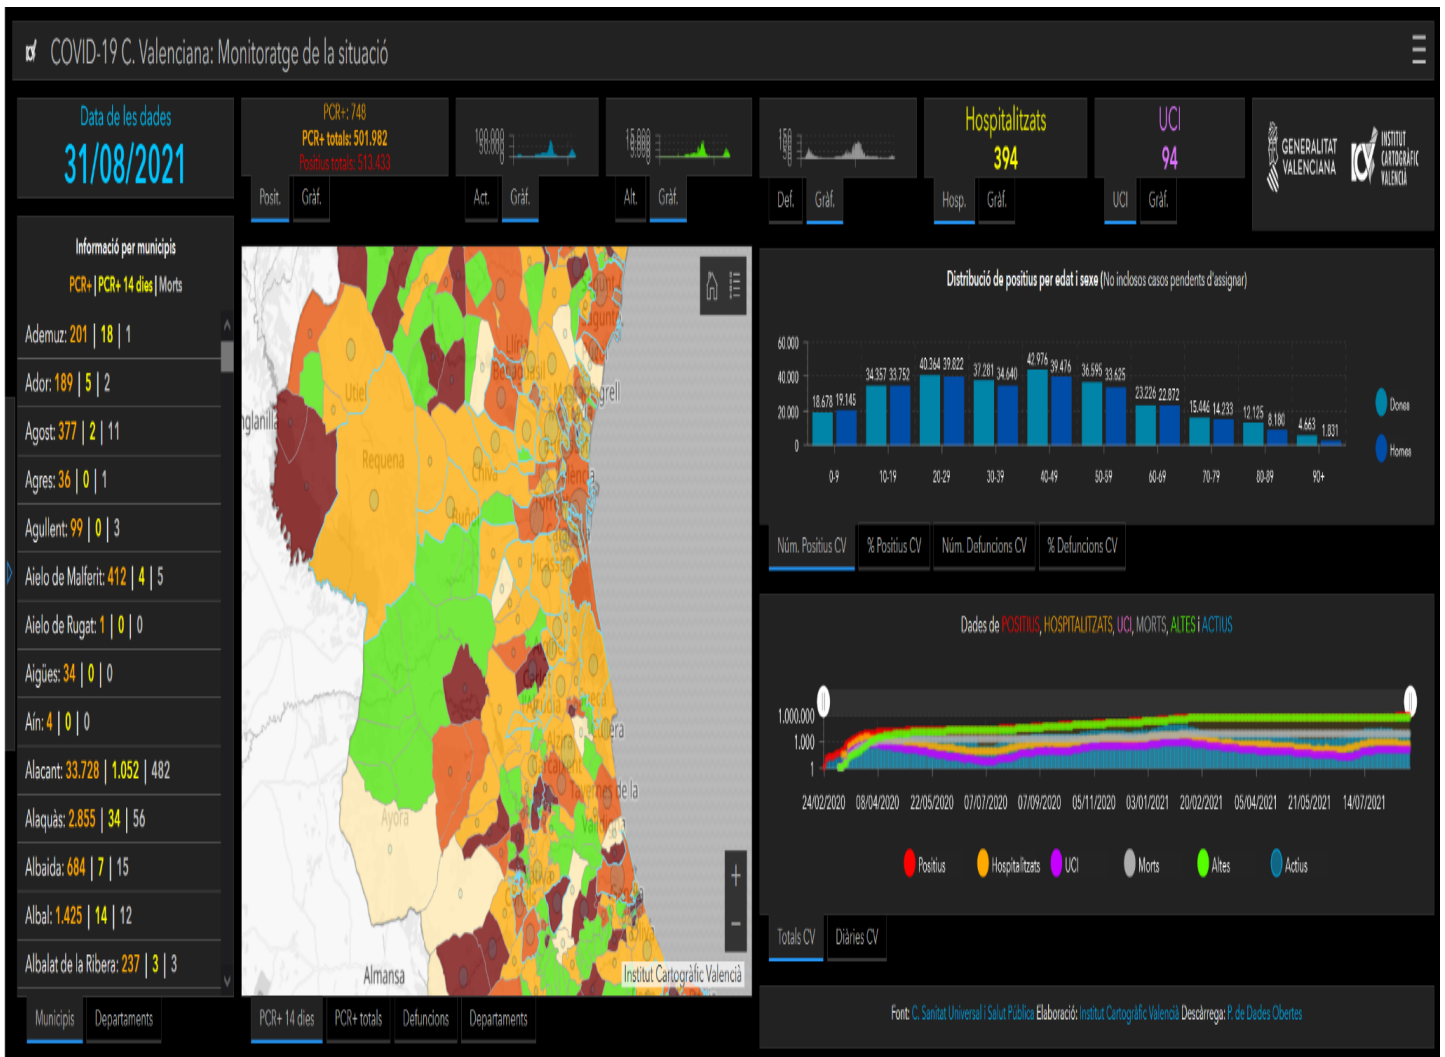 COVID-19 C. Valenciana: Monitoratge de la situació
Data de les dades
31/08/2021
PCR+: 748
PCR+ totals: 501.982
Positius totals: 513.433
Posit.
Gràf.
100.000
Act.
Gràf.
15.000
Alt.
Gràf.
150
Def.
Gràf.
Hospitalitzats
394
Hosp.
Gràf.
UCI
94
UCI
Gràf.
GENERALITAT
VALENCIANA
INSTITUT
CARTOGRÀFIC
VALENCIÀ
Informació per municipis
PCR+ | PCR+ 14 dies | Morts
Ademuz: 201 | 18 | 1
Ador: 189 | 5 | 2
Agost: 377 | 2 | 11
Agres: 36 | 0 | 1
Agullent: 99 | 0 | 3
Aielo de Malferit: 412 | 4 | 5
Aielo de Rugat: 1 | 0 | 0
Aigües: 34 | 0 | 0
Aín: 4 | 0 | 0
Alacant: 33.728 | 1.052 | 482
Alaquàs: 2.855 | 34 | 56
Albaida: 684 | 7 | 15
Albal: 1.425 | 14 | 12
Albalat de la Ribera: 237 | 3 | 3
Municipis
Departaments
Utiel
Llíria
Requena
Chiva
Buñol
Ayora
Tavernes de la
Almansa
+
−
Institut Cartogràfic Valencià
PCR+ 14 dies
PCR+ totals
Defuncions
Departaments
Distribució de positius per edat i sexe (No inclosos casos pendents d'assignar)
60.000
40.000
20.000
0
18.678 19.145
34.357 33.752
40.364 39.822
37.281 34.640
42.976 39.476
36.595 33.625
23.226 22.872
15.446 14.233
12.125 8.180
4.663 1.831
0-9 10-19 20-29 30-39 40-49 50-59 60-69 70-79 80-89 90+
Dones
Homes
Núm. Positius CV
% Positius CV
Núm. Defuncions CV
% Defuncions CV
Dades de POSITIUS, HOSPITALITZATS, UCI, MORTS, ALTES i ACTIUS
1.000.000
1.000
1
24/02/2020 08/04/2020 22/05/2020 07/07/2020 07/09/2020 05/11/2020 03/01/2021 20/02/2021 05/04/2021 21/05/2021 14/07/2021
Positius
Hospitalitzats
UCI
Morts
Altes
Actius
Totals CV
Diàries CV
Font: C. Sanitat Universal i Salut Pública Elaboració: Institut Cartogràfic Valencià Descàrrega: P. de Dades Obertes